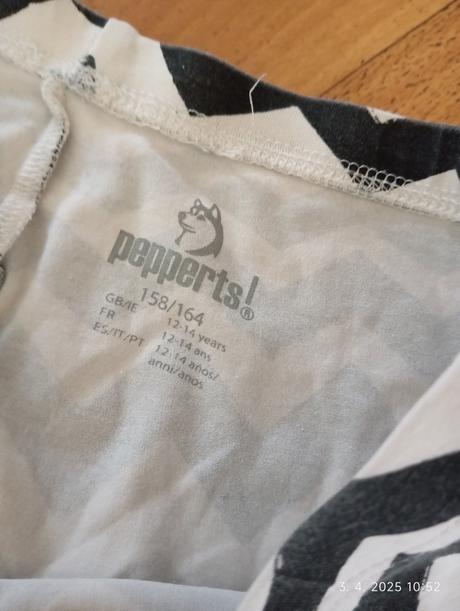 pepperts!®
158/164
GB/IE 12-14 years
FR 12-14 ans
ES/IT/PT 12-14 años/
anni/anos
3. 4. 2025 10:52